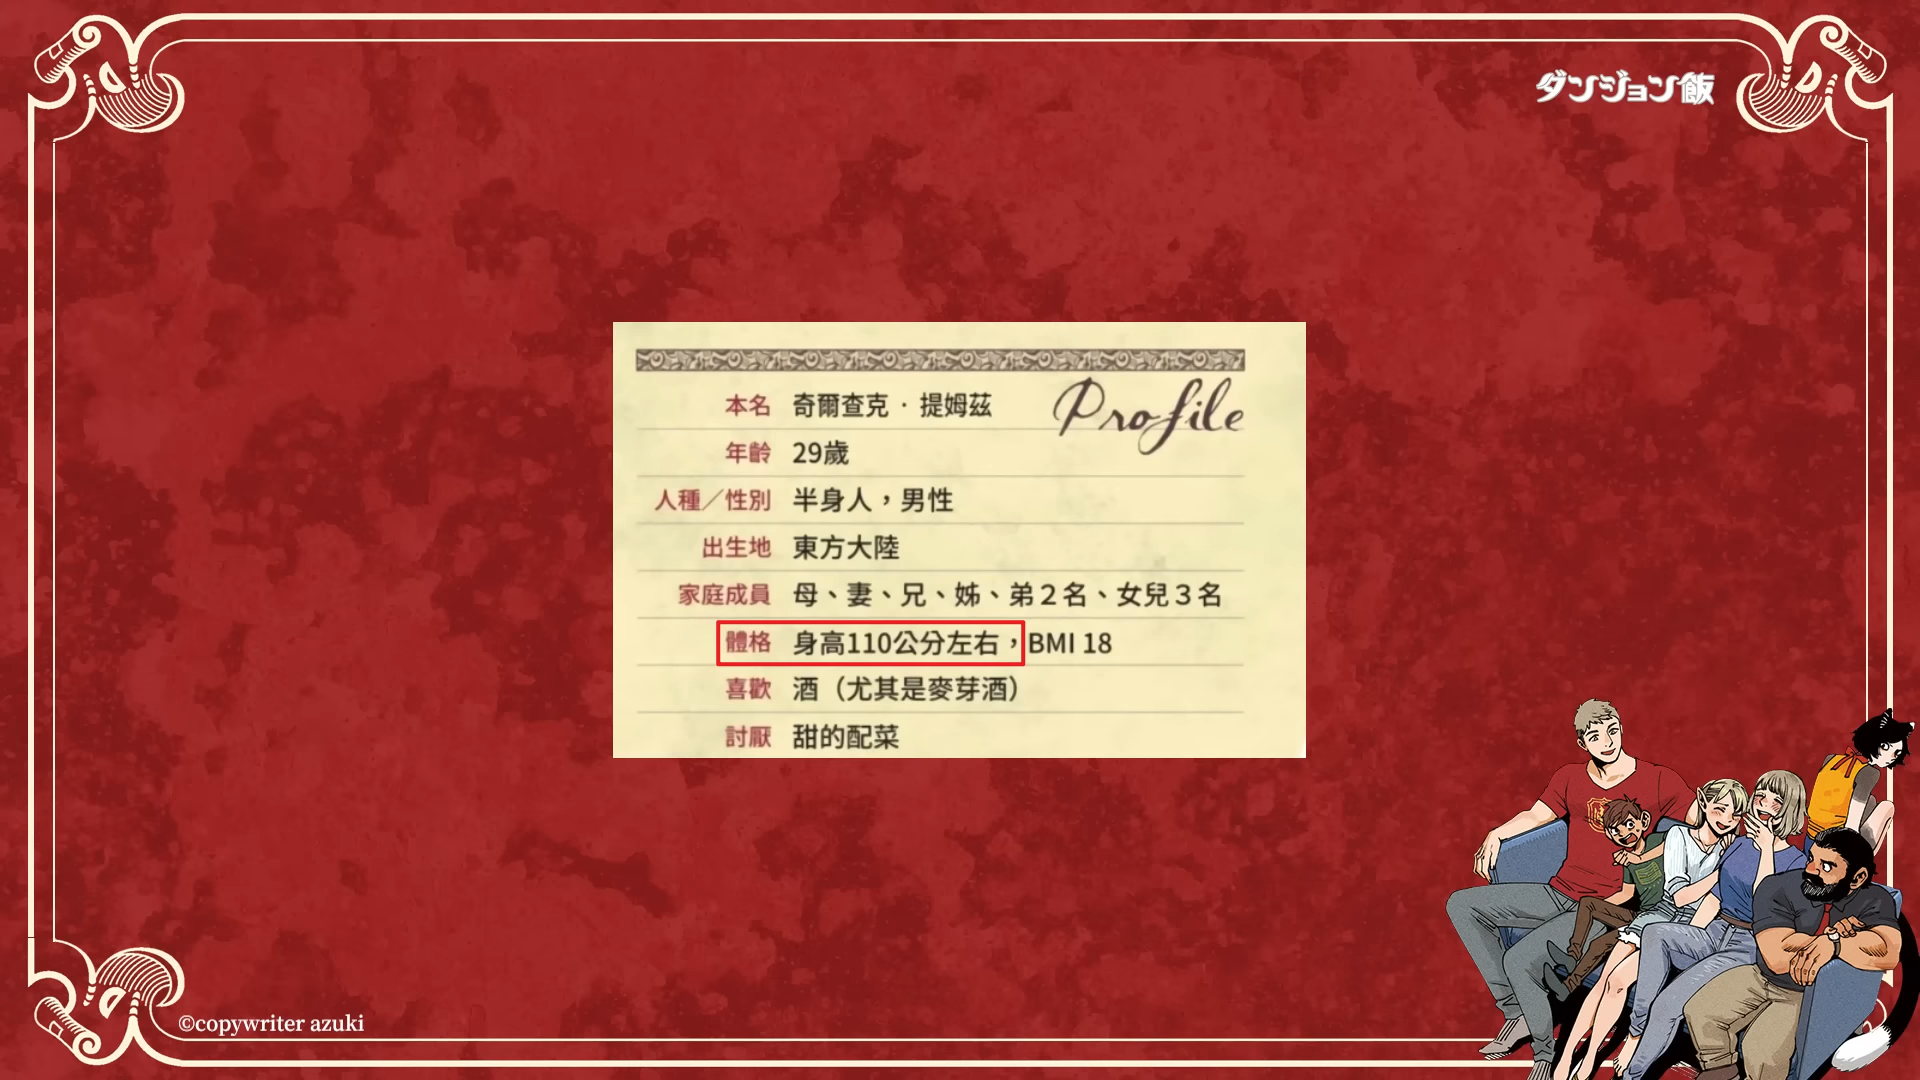 ダンジョン飯
Profile
本名 奇爾查克·提姆茲
年齡 29歲
人種／性別 半身人，男性
出生地 東方大陸
家庭成員 母、妻、兄、姊、弟２名、女兒３名
體格 身高110公分左右，BMI 18
喜歡 酒（尤其是麥芽酒）
討厭 甜的配菜
©copywriter azuki